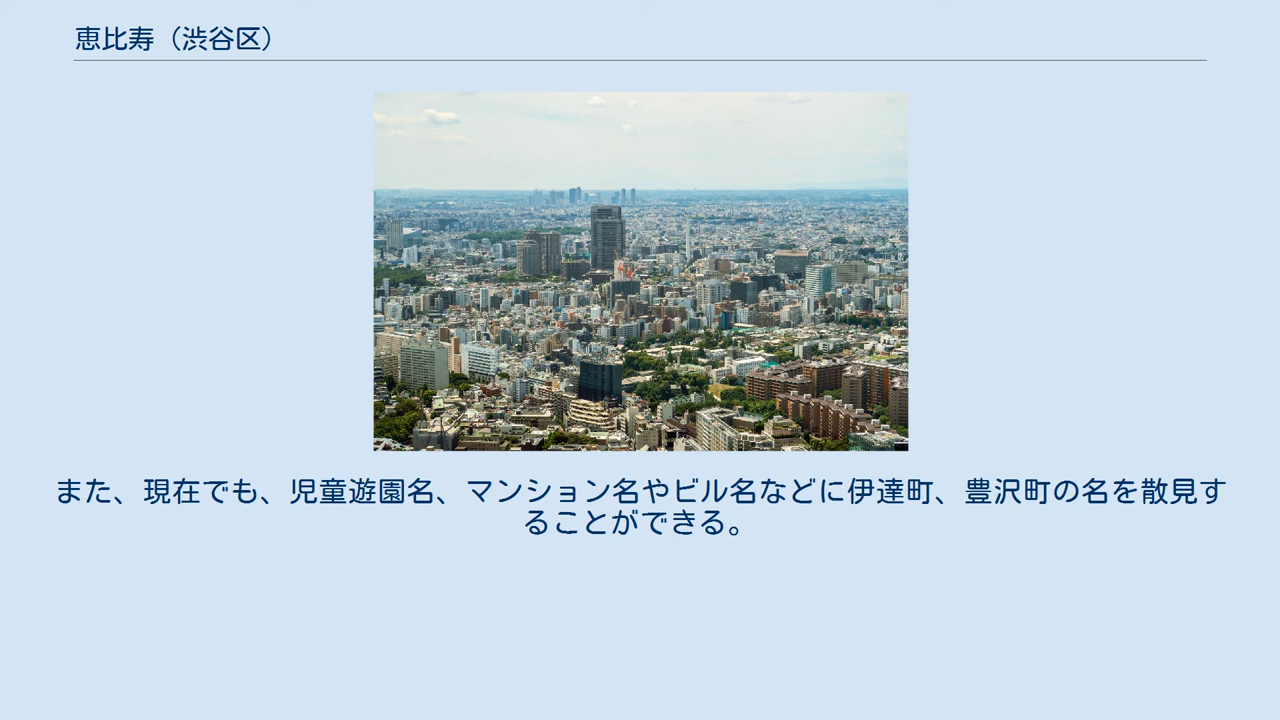 恵比寿（渋谷区）
また、現在でも、児童遊園名、マンション名やビル名などに伊達町、豊沢町の名を散見す
ることができる。